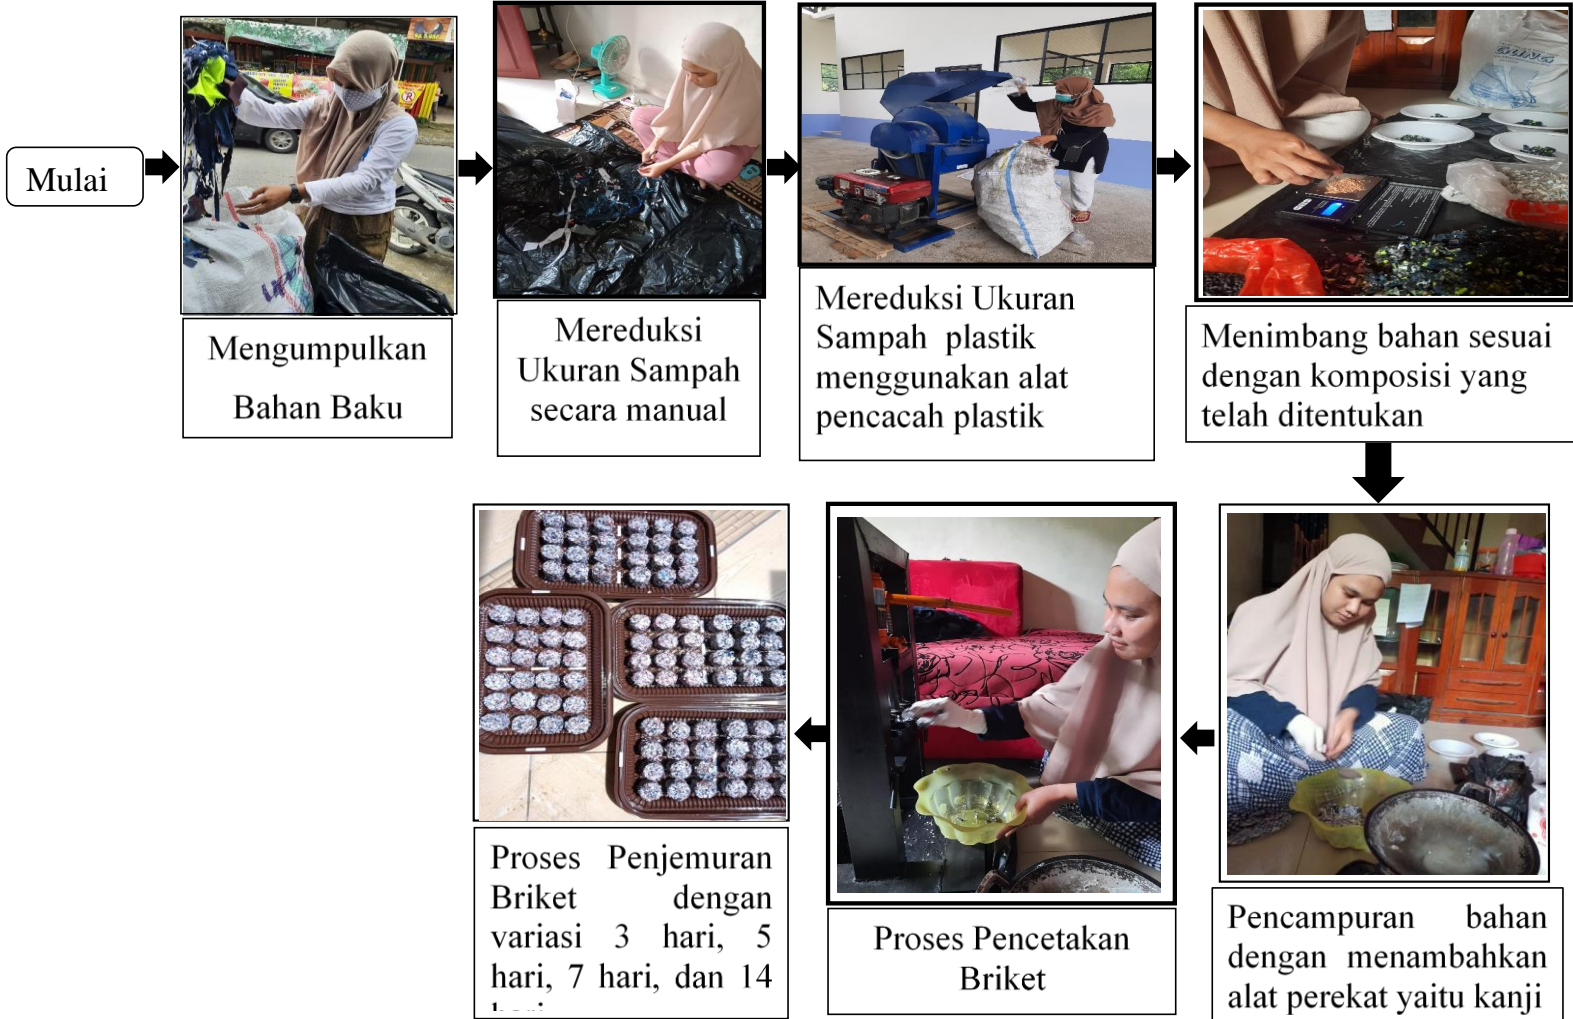 Mulai
Mengumpulkan
Bahan Baku
Mereduksi
Ukuran Sampah
secara manual
Mereduksi Ukuran
Sampah plastik
menggunakan alat
pencacah plastik
Menimbang bahan sesuai
dengan komposisi yang
telah ditentukan
Pencampuran bahan
dengan menambahkan
alat perekat yaitu kanji
Proses Pencetakan
Briket
Proses Penjemuran
Briket dengan
variasi 3 hari, 5
hari, 7 hari, dan 14
hari